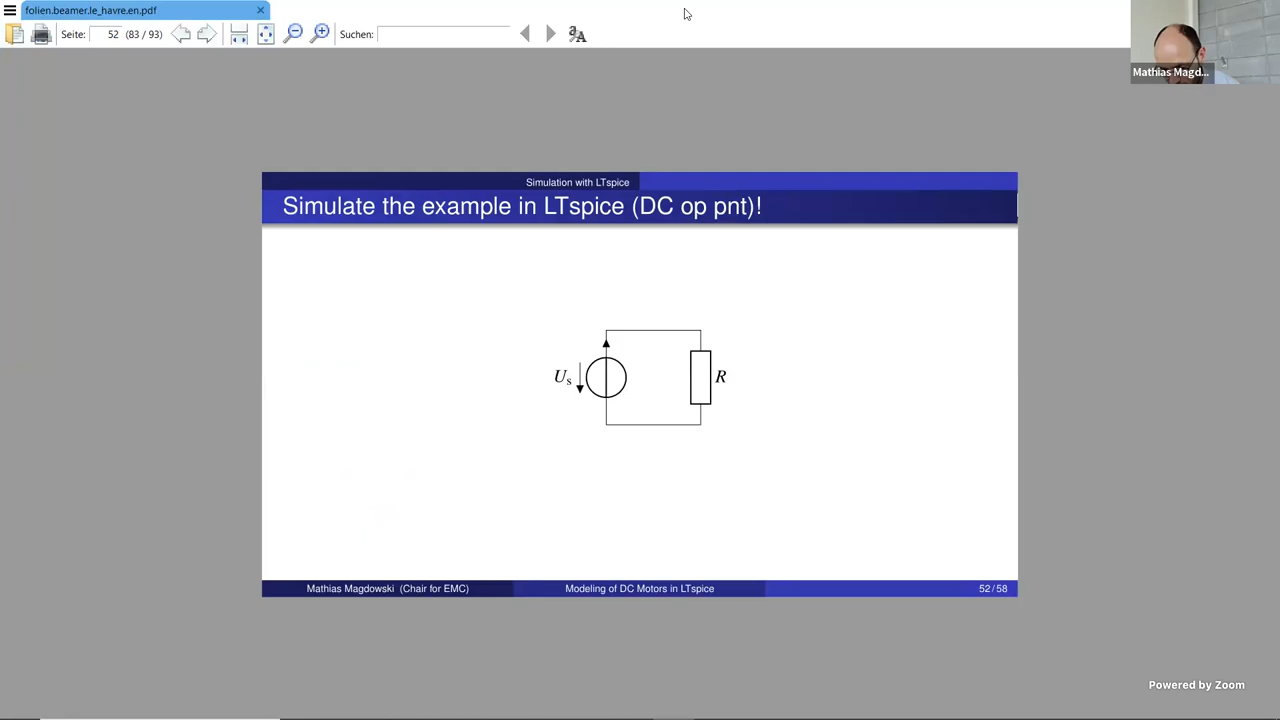 folien.beamer.le_havre.en.pdf
Seite: 52 (83 / 93) Suchen:
Mathias Magd...
Simulation with LTspice
Simulate the example in LTspice (DC op pnt)!
Us
R
Mathias Magdowski (Chair for EMC) Modeling of DC Motors in LTspice 52 / 58
Powered by Zoom